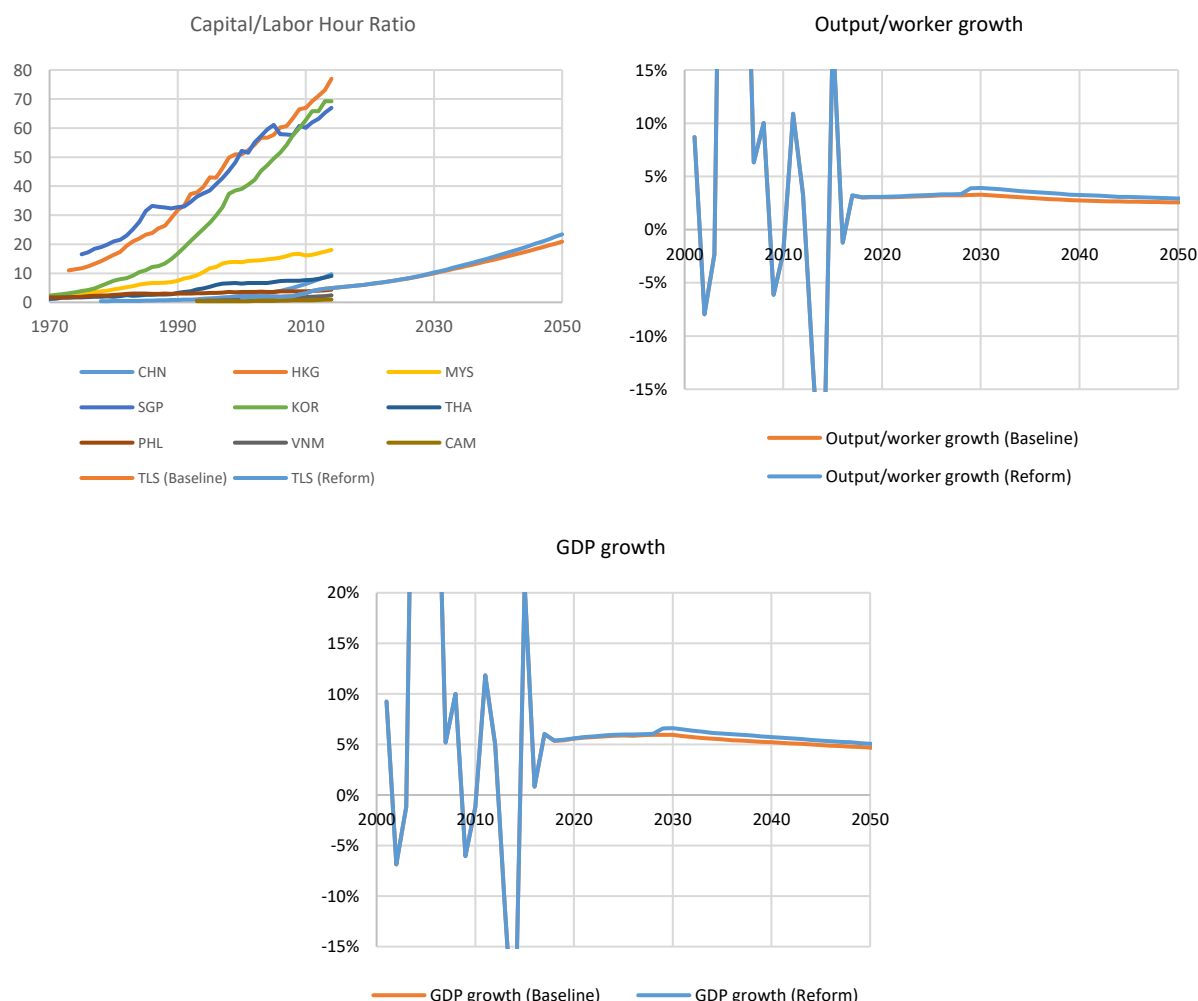 Capital/Labor Hour Ratio
80
70
60
50
40
30
20
10
0
1970 1990 2010 2030 2050
CHN HKG MYS
SGP KOR THA
PHL VNM CAM
TLS (Baseline) TLS (Reform)
Output/worker growth
15%
10%
5%
0%
2000 2010 2020 2030 2040 2050
-5%
-10%
-15%
Output/worker growth (Baseline)
Output/worker growth (Reform)
GDP growth
20%
15%
10%
5%
0%
2000 2010 2020 2030 2040 2050
-5%
-10%
-15%
GDP growth (Baseline) GDP growth (Reform)